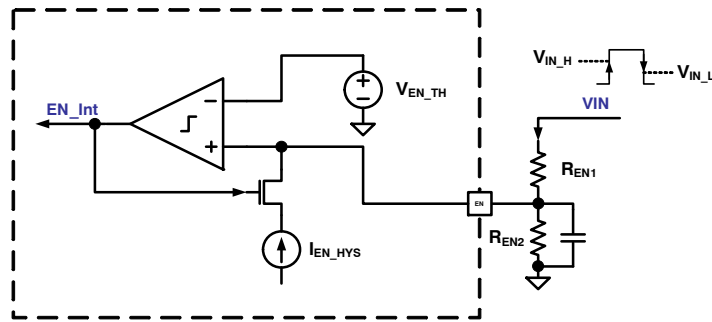 V_IN_H
V_IN_L
EN_Int
V_EN_TH
VIN
−
+
−
+
R_EN1
EN
R_EN2
I_EN_HYS